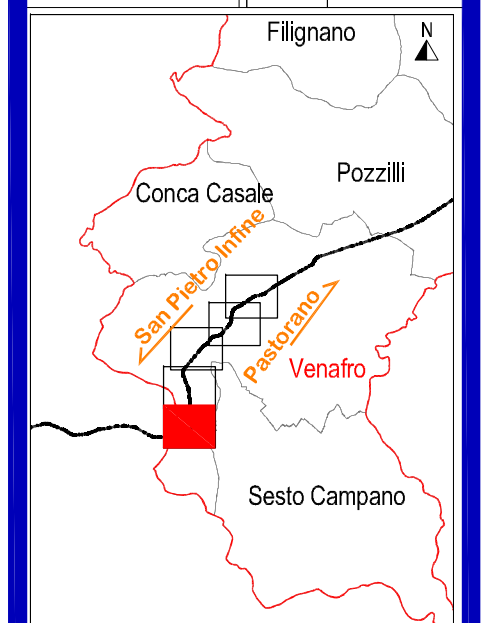 Filignano
N
Pozzilli
Conca Casale
San Pietro Infine
Pastorano
Venafro
Sesto Campano